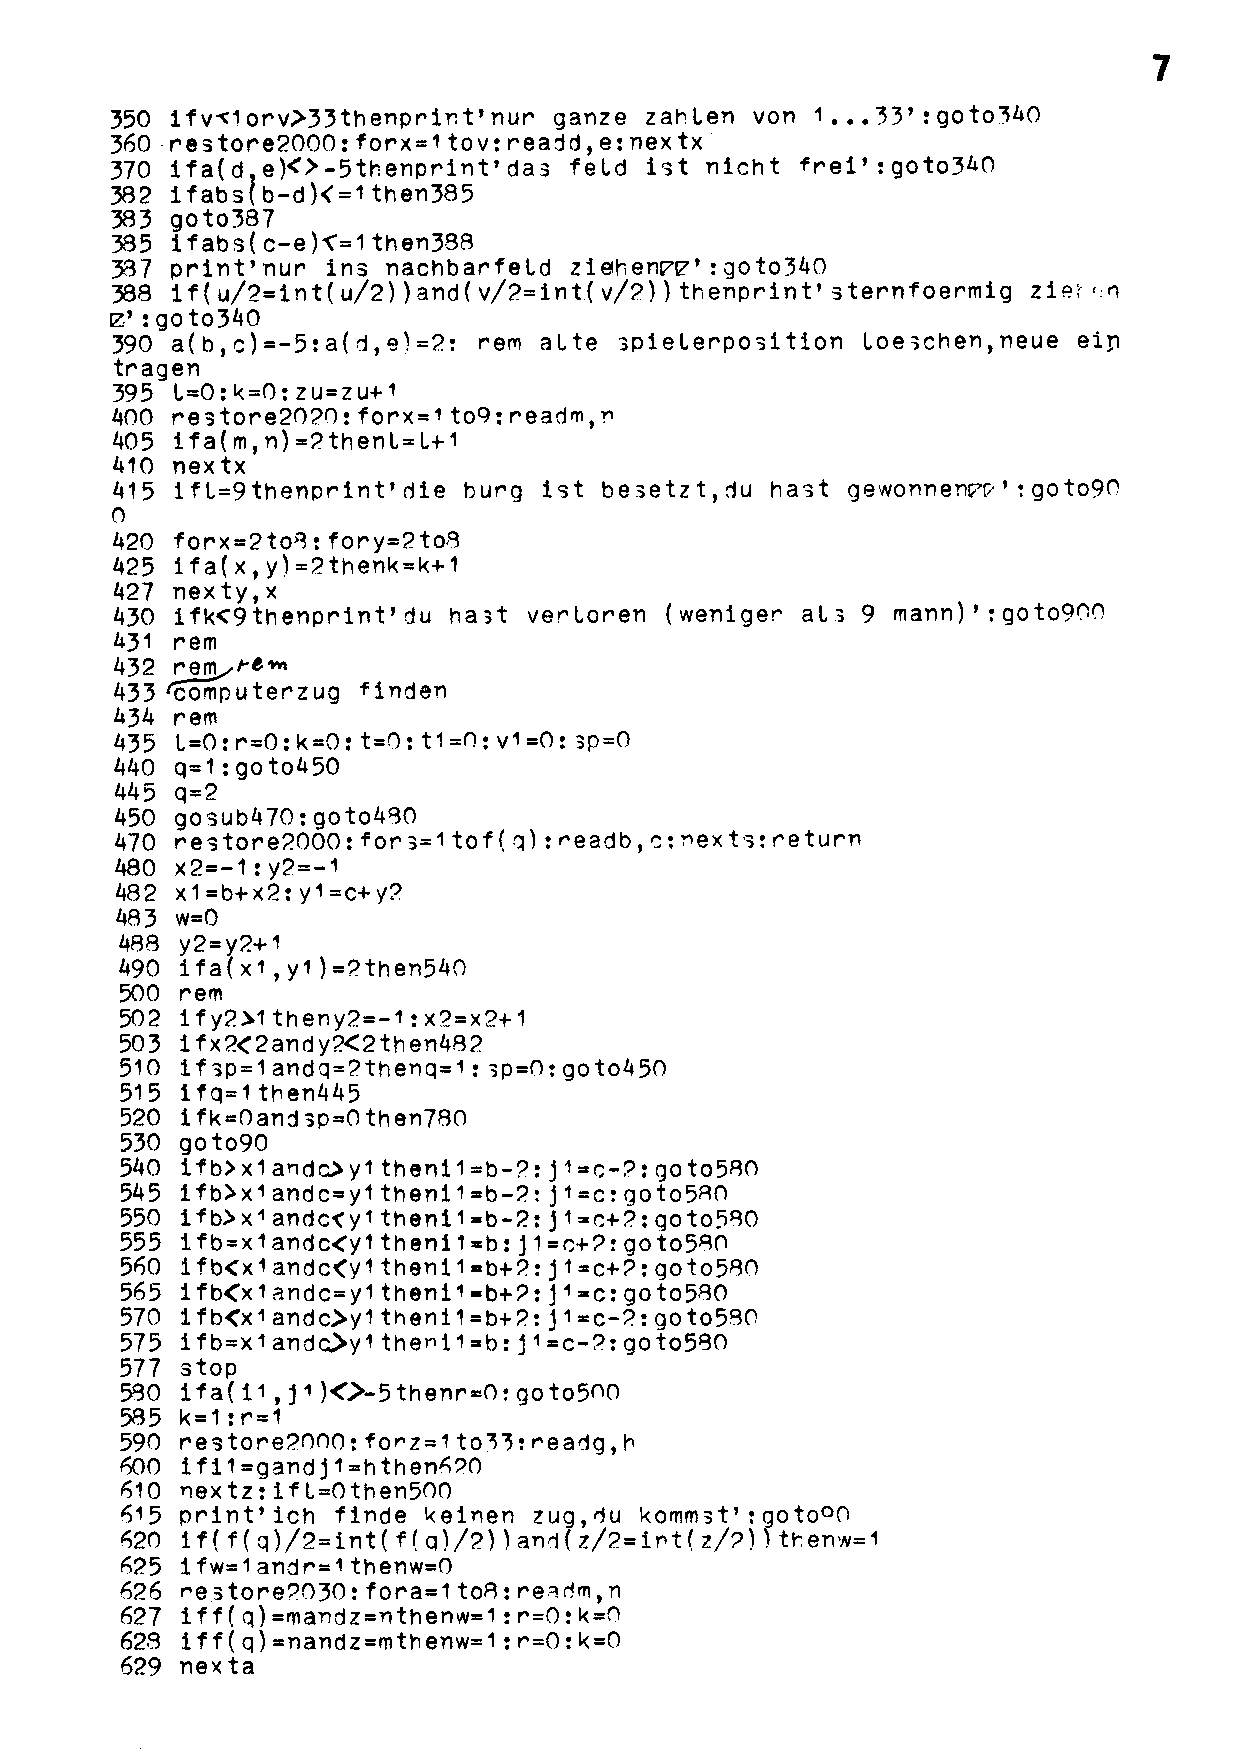 7
350 ifv<1orv>33thenprint'nur ganze zahlen von 1...33':goto340
360 restore2000:forx=1tov:readd,e:nextx
370 ifa(d,e)<>-5thenprint'das feld ist nicht frei':goto340
382 ifabs(b-d)<=1then385
383 goto387
385 ifabs(c-e)<=1then388
387 print'nur ins nachbarfeld ziehen':goto340
388 if(u/2=int(u/2))and(v/2=int(v/2))thenprint'sternfoermig ziehen
':goto340
390 a(b,c)=-5:a(d,e)=2: rem alte spielerposition loeschen,neue ein
tragen
395 l=0:k=0:zu=zu+1
400 restore2020:forx=1to9:readm,n
405 ifa(m,n)=2thenl=l+1
410 nextx
415 ifl=9thenprint'die burg ist besetzt,du hast gewonnen':goto90
0
420 forx=2to8:fory=2to8
425 ifa(x,y)=2thenk=k+1
427 nexty,x
430 ifk<9thenprint'du hast verloren (weniger als 9 mann)':goto900
431 rem
432 rem rem
433 computerzug finden
434 rem
435 l=0:r=0:k=0:t=0:t1=0:v1=0:sp=0
440 q=1:goto450
445 q=2
450 gosub470:goto480
470 restore2000:fors=1tof(q):readb,c:nexts:return
480 x2=-1:y2=-1
482 x1=b+x2:y1=c+y2
483 w=0
488 y2=y2+1
490 ifa(x1,y1)=2then540
500 rem
502 ify2>1theny2=-1:x2=x2+1
503 ifx2<2andy2<2then482
510 ifsp=1andq=2thenq=1:sp=0:goto450
515 ifq=1then445
520 ifk=0andsp=0then780
530 goto90
540 ifb>x1andc>y1theni1=b-2:j1=c-2:goto580
545 ifb>x1andc=y1theni1=b-2:j1=c:goto580
550 ifb>x1andc<y1theni1=b-2:j1=c+2:goto580
555 ifb=x1andc<y1theni1=b:j1=c+2:goto580
560 ifb<x1andc<y1theni1=b+2:j1=c+2:goto580
565 ifb<x1andc=y1theni1=b+2:j1=c:goto580
570 ifb<x1andc>y1theni1=b+2:j1=c-2:goto580
575 ifb=x1andc>y1theni1=b:j1=c-2:goto580
577 stop
580 ifa(i1,j1)<>-5thenr=0:goto500
585 k=1:r=1
590 restore2000:forz=1to33:readg,h
600 ifi1=gandj1=hthen620
610 nextz:ifl=0then500
615 print'ich finde keinen zug,du kommst':goto90
620 if(f(q)/2=int(f(q)/2))and(z/2=int(z/2))thenw=1
625 ifw=1andr=1thenw=0
626 restore2030:fora=1to8:readm,n
627 iff(q)=mandz=nthenw=1:r=0:k=0
628 iff(q)=nandz=mthenw=1:r=0:k=0
629 nexta